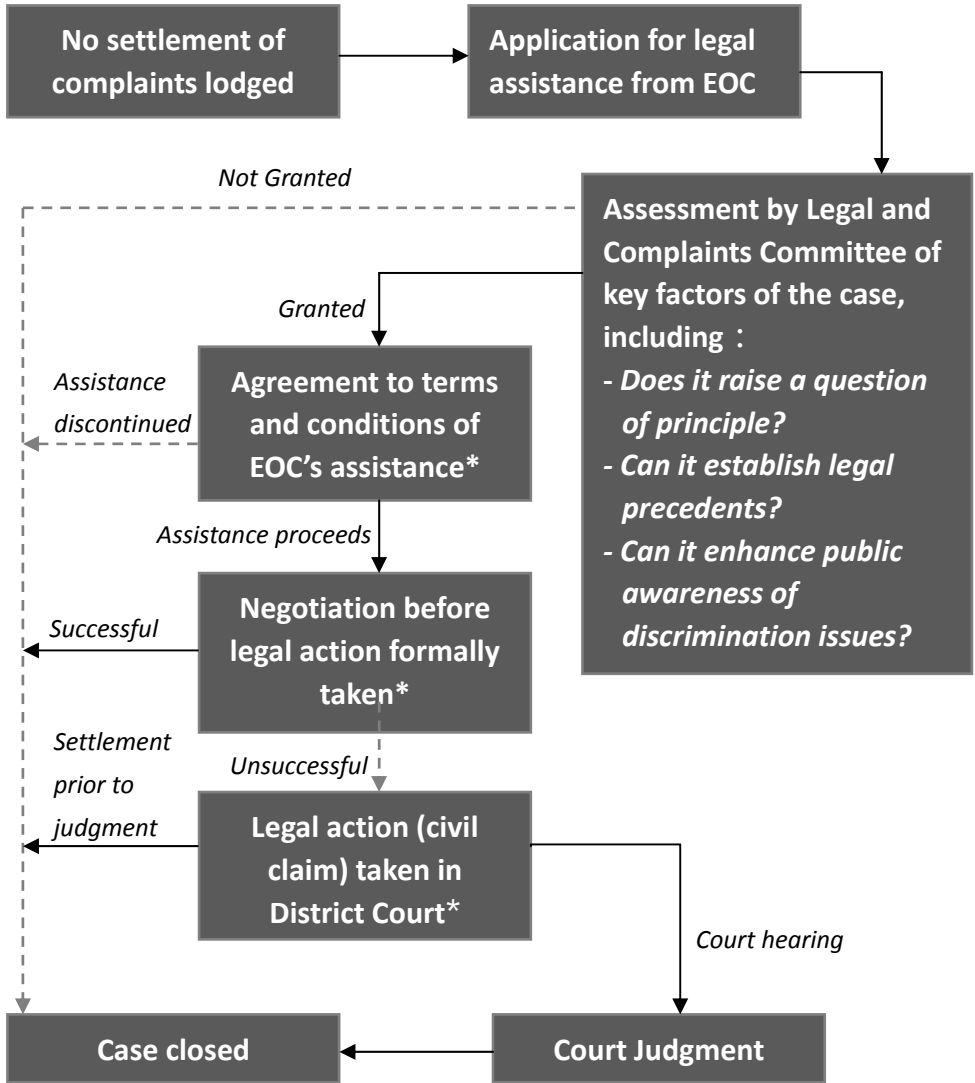 No settlement of
complaints lodged
Application for legal
assistance from EOC
Not Granted
Assessment by Legal and
Complaints Committee of
key factors of the case,
including：
- Does it raise a question
of principle?
- Can it establish legal
precedents?
- Can it enhance public
awareness of
discrimination issues?
Granted
Assistance
discontinued
Agreement to terms
and conditions of
EOC’s assistance*
Assistance proceeds
Successful
Negotiation before
legal action formally
taken*
Settlement
prior to
judgment
Unsuccessful
Legal action (civil
claim) taken in
District Court*
Court hearing
Case closed
Court Judgment